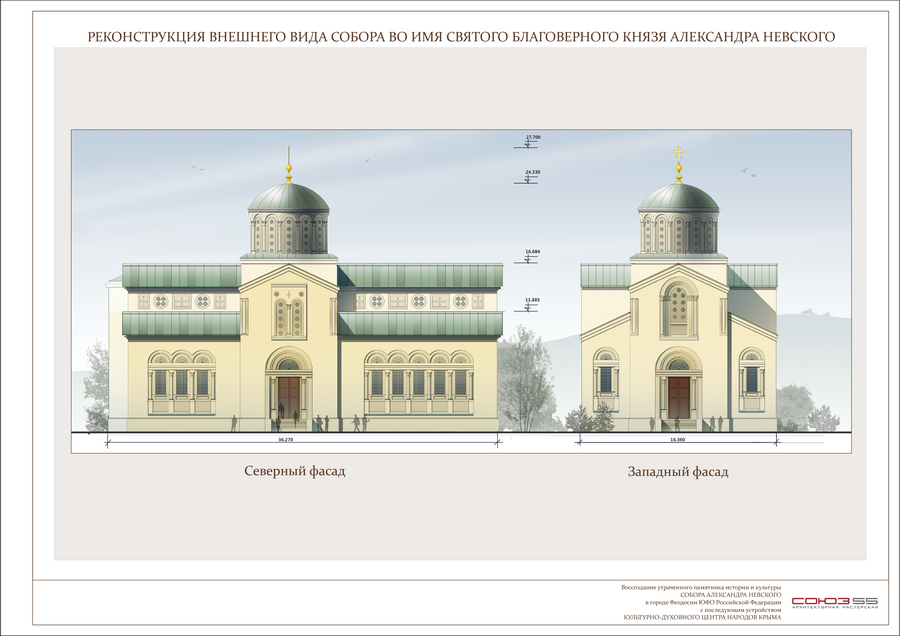 РЕКОНСТРУКЦИЯ ВНЕШНЕГО ВИДА СОБОРА ВО ИМЯ СВЯТОГО БЛАГОВЕРНОГО КНЯЗЯ АЛЕКСАНДРА НЕВСКОГО
27.700
24.330
16.684
11.885
36.270
16.360
Северный фасад
Западный фасад
Воссоздание утраченного памятника истории и культуры
СОБОРА АЛЕКСАНДРА НЕВСКОГО
в городе Феодосии ЮФО Российской Федерации
с последующим устройством
КУЛЬТУРНО-ДУХОВНОГО ЦЕНТРА НАРОДОВ КРЫМА
СОЮЗ 55
АРХИТЕКТУРНАЯ МАСТЕРСКАЯ